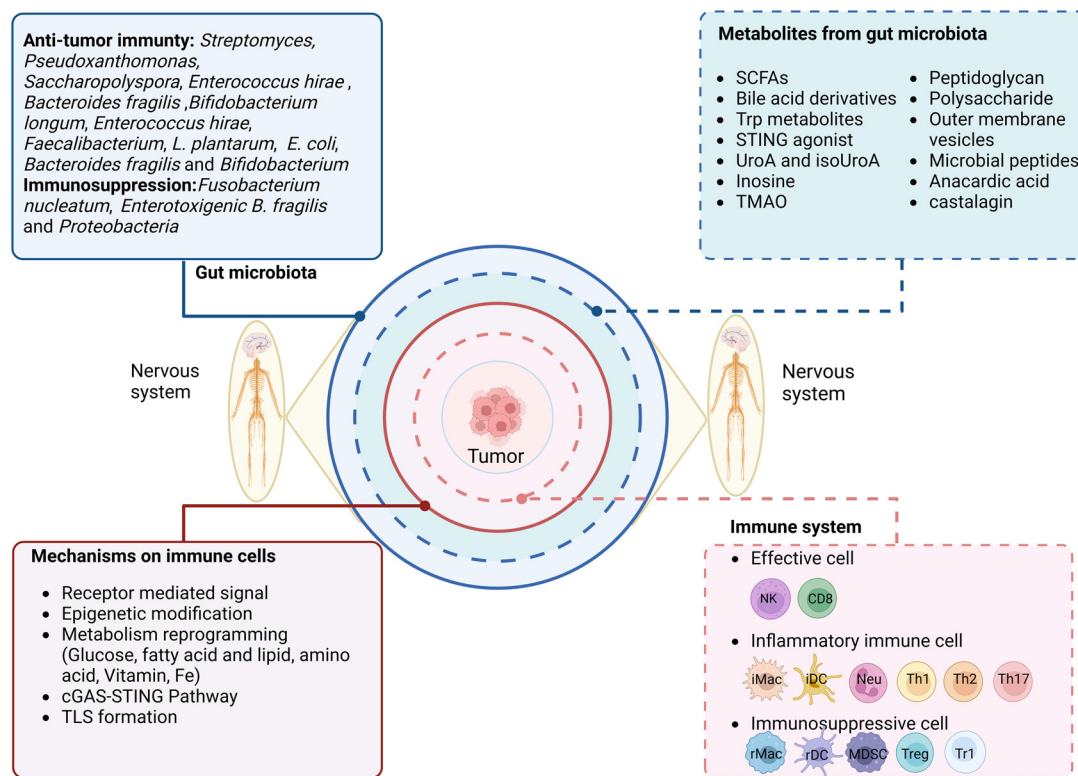 Anti-tumor immunty: Streptomyces,
Pseudoxanthomonas,
Saccharopolyspora, Enterococcus hirae ,
Bacteroides fragilis ,Bifidobacterium
longum, Enterococcus hirae,
Faecalibacterium, L. plantarum, E. coli,
Bacteroides fragilis and Bifidobacterium
Immunosuppression:Fusobacterium
nucleatum, Enterotoxigenic B. fragilis
and Proteobacteria
Gut microbiota
Metabolites from gut microbiota
• SCFAs
• Bile acid derivatives
• Trp metabolites
• STING agonist
• UroA and isoUroA
• Inosine
• TMAO
• Peptidoglycan
• Polysaccharide
• Outer membrane
vesicles
• Microbial peptides
• Anacardic acid
• castalagin
Nervous
system
Tumor
Nervous
system
Mechanisms on immune cells
• Receptor mediated signal
• Epigenetic modification
• Metabolism reprogramming
(Glucose, fatty acid and lipid, amino
acid, Vitamin, Fe)
• cGAS-STING Pathway
• TLS formation
Immune system
• Effective cell
NK CD8
• Inflammatory immune cell
iMac iDC Neu Th1 Th2 Th17
• Immunosuppressive cell
rMac rDC MDSC Treg Tr1